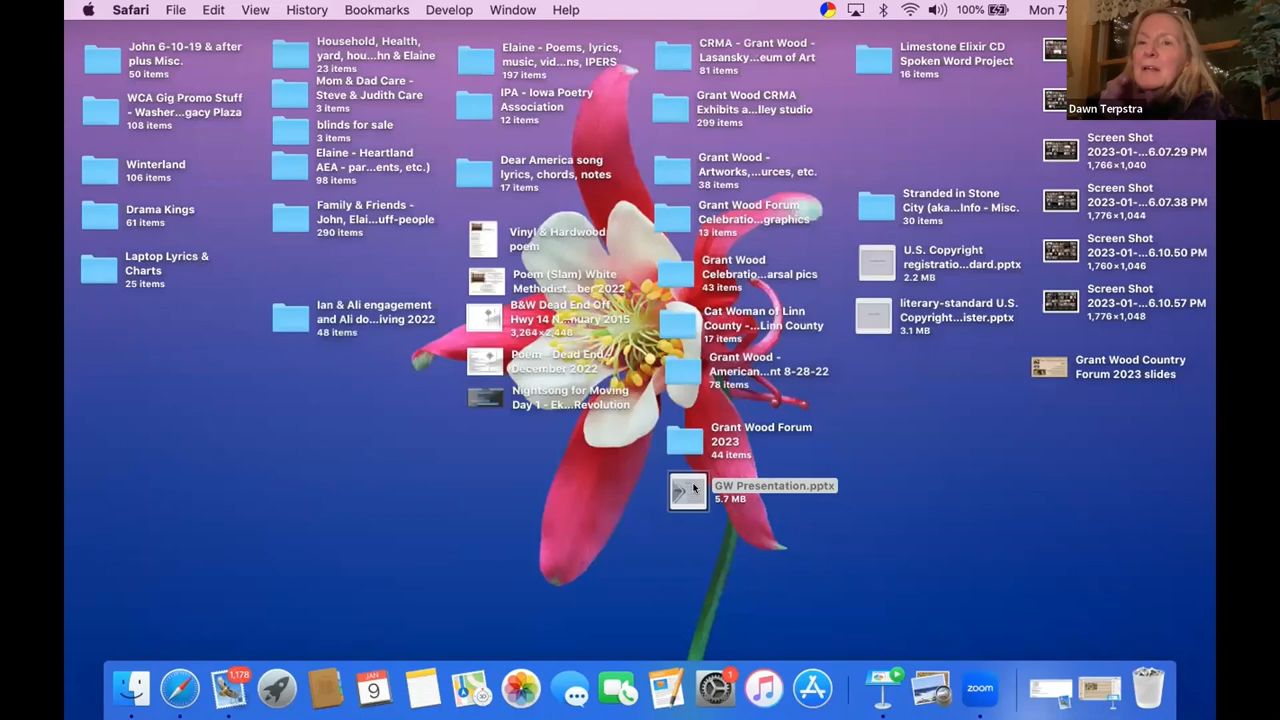 Safari File Edit View History Bookmarks Develop Window Help 100% Mon 7:
Dawn Terpstra
John 6-10-19 & after
plus Misc.
50 items
WCA Gig Promo Stuff
- Washer...gacy Plaza
108 items
Winterland
106 items
Drama Kings
61 items
Laptop Lyrics &
Charts
25 items
Household, Health,
yard, hou...hn & Elaine
23 items
Mom & Dad Care -
Steve & Judith Care
3 items
blinds for sale
3 items
Elaine - Heartland
AEA - par...ents, etc.)
98 items
Family & Friends -
John, Elai...uff-people
290 items
Ian & Ali engagement
and Ali do...iving 2022
48 items
Elaine - Poems, lyrics,
music, vid...ns, IPERS
197 items
IPA - Iowa Poetry
Association
12 items
Dear America song
lyrics, chords, notes
17 items
Vinyl & Hardwood
poem
Poem (Slam) White
Methodist...ber 2022
B&W Dead End Off
Hwy 14 N...nuary 2015
3,264×2,448
Poem - Dead End -
December 2022
Nightsong for Moving
Day 1 - Ek...Revolution
CRMA - Grant Wood -
Lasansky...eum of Art
81 items
Grant Wood CRMA
Exhibits a...lley studio
299 items
Grant Wood -
Artworks,...urces, etc.
38 items
Grant Wood Forum
Celebratio...graphics
13 items
Grant Wood
Celebratio...arsal pics
43 items
Cat Woman of Linn
County -...Linn County
17 items
Grant Wood -
American...nt 8-28-22
78 items
Grant Wood Forum
2023
44 items
GW Presentation.pptx
5.7 MB
Limestone Elixir CD
Spoken Word Project
16 items
Stranded in Stone
City (aka...Info - Misc.
30 items
U.S. Copyright
registratio...dard.pptx
2.2 MB
literary-standard U.S.
Copyright...ister.pptx
3.1 MB
Screen Shot
2023-01-...6.07.29 PM
1,766×1,040
Screen Shot
2023-01-...6.07.38 PM
1,776×1,044
Screen Shot
2023-01-...6.10.50 PM
1,760×1,046
Screen Shot
2023-01-...6.10.57 PM
1,776×1,048
Grant Wood Country
Forum 2023 slides
1,178
JAN
9
3D
1
zoom